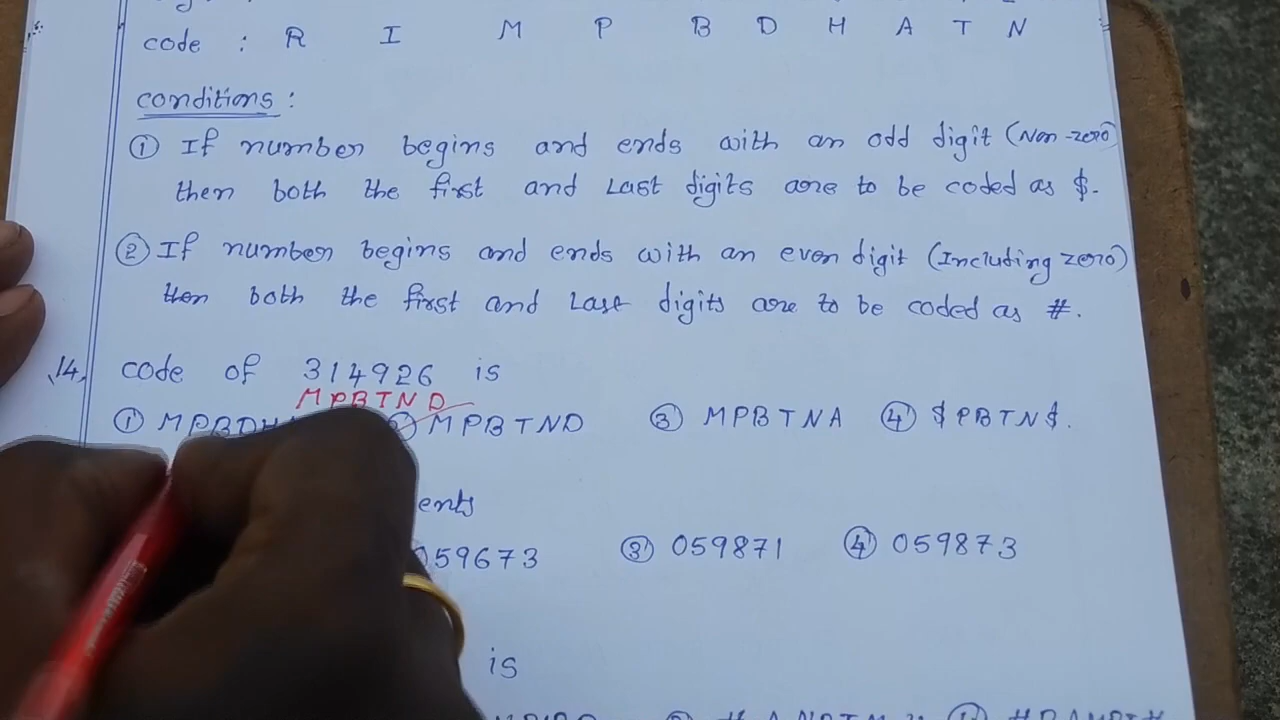 code : R I M P B D H A T N
conditions :
① If number begins and ends with an odd digit (Non-zero)
then both the first and Last digits are to be coded as $.
② If number begins and ends with an even digit (Including zero)
then both the first and Last digits are to be coded as #.
14. code of 314926 is
MPBTND
① MPBDH ② MPBTND ③ MPBTNA ④ $PBTN$.
ents
059673 ③ 059871 ④ 059873
is